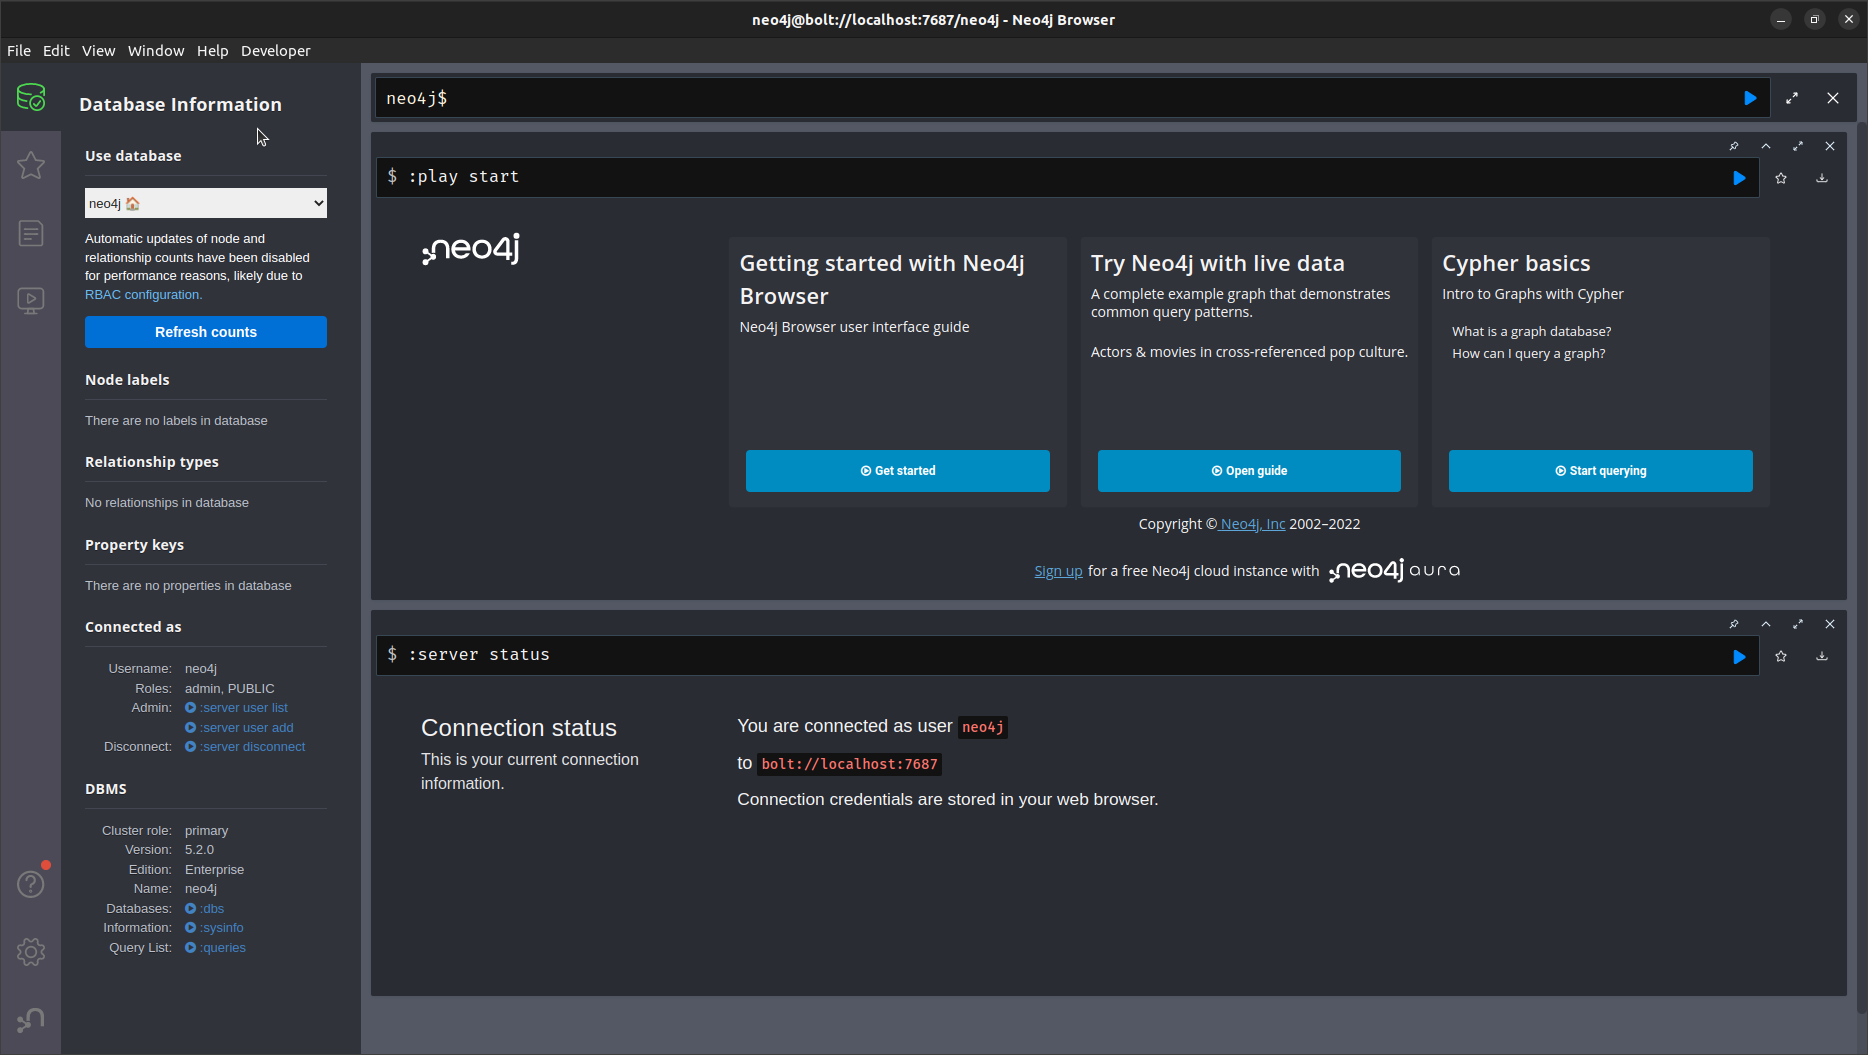 neo4j@bolt://localhost:7687/neo4j - Neo4j Browser
File Edit View Window Help Developer
Database Information
Use database
neo4j
Automatic updates of node and
relationship counts have been disabled
for performance reasons, likely due to
RBAC configuration.
Refresh counts
Node labels
There are no labels in database
Relationship types
No relationships in database
Property keys
There are no properties in database
Connected as
Username: neo4j
Roles: admin, PUBLIC
Admin: :server user list
:server user add
Disconnect: :server disconnect
DBMS
Cluster role: primary
Version: 5.2.0
Edition: Enterprise
Name: neo4j
Databases: :dbs
Information: :sysinfo
Query List: :queries
neo4j$
$ :play start
neo4j
Getting started with Neo4j
Browser
Neo4j Browser user interface guide
Get started
Try Neo4j with live data
A complete example graph that demonstrates
common query patterns.
Actors & movies in cross-referenced pop culture.
Open guide
Cypher basics
Intro to Graphs with Cypher
What is a graph database?
How can I query a graph?
Start querying
Copyright © Neo4j, Inc 2002–2022
Sign up for a free Neo4j cloud instance with neo4j aura
$ :server status
Connection status
This is your current connection
information.
You are connected as user neo4j
to bolt://localhost:7687
Connection credentials are stored in your web browser.